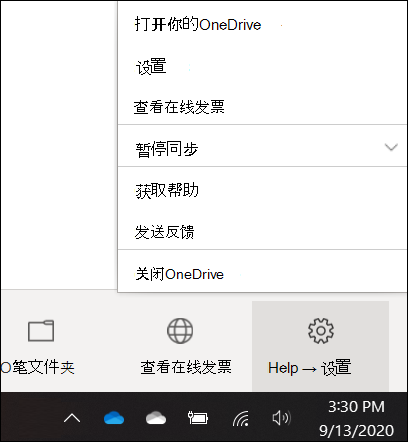 打开你的OneDrive
设置
查看在线发票
暂停同步
获取帮助
发送反馈
关闭OneDrive
O笔文件夹
查看在线发票
Help → 设置
3:30 PM
9/13/2020